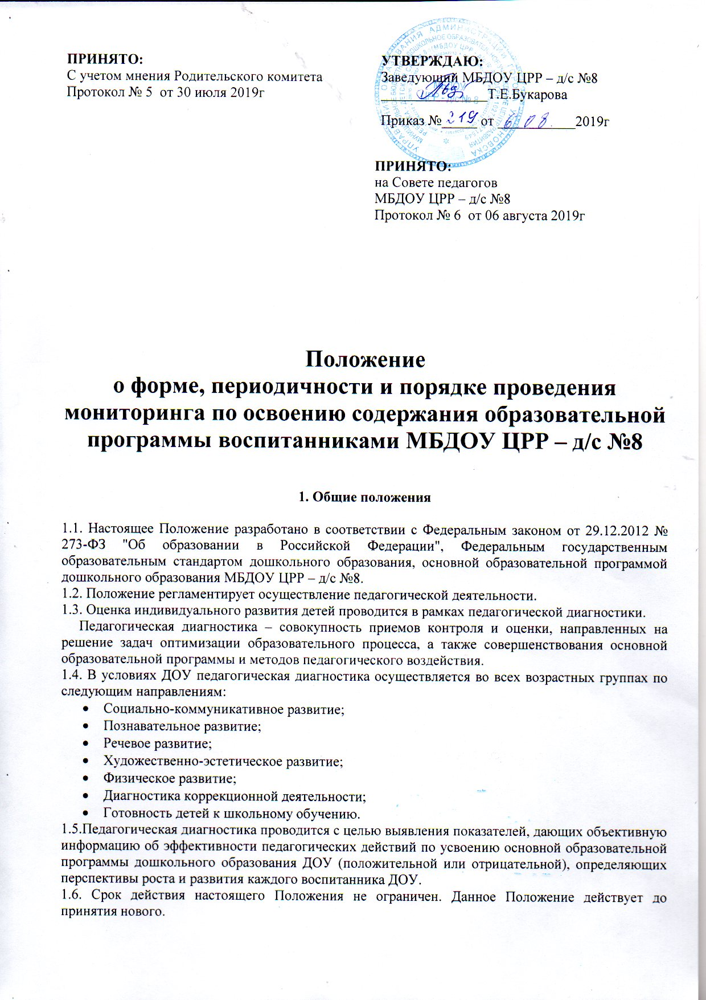 ПРИНЯТО:
С учетом мнения Родительского комитета
Протокол № 5 от 30 июля 2019г
УТВЕРЖДАЮ:
Заведующий МБДОУ ЦРР – д/с №8
Т.Е.Букарова
Приказ № 219 от 6 08. 2019г
ПРИНЯТО:
на Совете педагогов
МБДОУ ЦРР – д/с №8
Протокол № 6 от 06 августа 2019г
Положение
о форме, периодичности и порядке проведения
мониторинга по освоению содержания образовательной
программы воспитанниками МБДОУ ЦРР – д/с №8
1. Общие положения
1.1. Настоящее Положение разработано в соответствии с Федеральным законом от 29.12.2012 №
273-ФЗ "Об образовании в Российской Федерации", Федеральным государственным
образовательным стандартом дошкольного образования, основной образовательной программой
дошкольного образования МБДОУ ЦРР – д/с №8.
1.2. Положение регламентирует осуществление педагогической деятельности.
1.3. Оценка индивидуального развития детей проводится в рамках педагогической диагностики.
Педагогическая диагностика – совокупность приемов контроля и оценки, направленных на
решение задач оптимизации образовательного процесса, а также совершенствования основной
образовательной программы и методов педагогического воздействия.
1.4. В условиях ДОУ педагогическая диагностика осуществляется во всех возрастных группах по
следующим направлениям:
• Социально-коммуникативное развитие;
• Познавательное развитие;
• Речевое развитие;
• Художественно-эстетическое развитие;
• Физическое развитие;
• Диагностика коррекционной деятельности;
• Готовность детей к школьному обучению.
1.5.Педагогическая диагностика проводится с целью выявления показателей, дающих объективную
информацию об эффективности педагогических действий по усвоению основной образовательной
программы дошкольного образования ДОУ (положительной или отрицательной), определяющих
перспективы роста и развития каждого воспитанника ДОУ.
1.6. Срок действия настоящего Положения не ограничен. Данное Положение действует до
принятия нового.